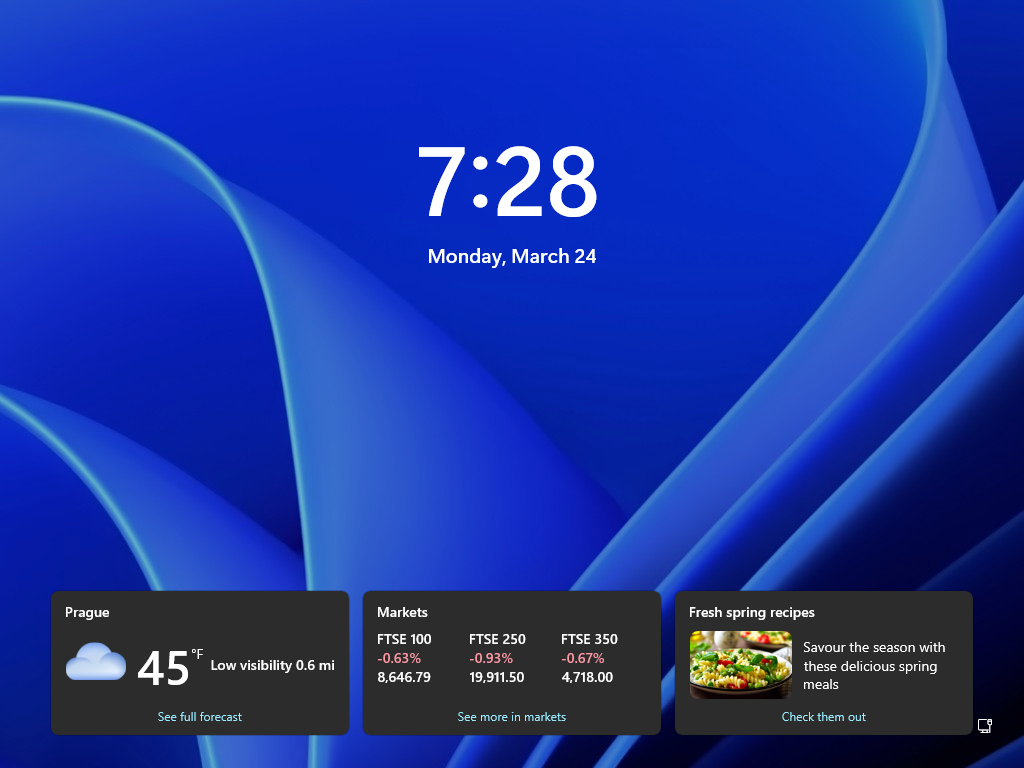 7:28
Monday, March 24
Prague
45 °F Low visibility 0.6 mi
See full forecast
Markets
FTSE 100 FTSE 250 FTSE 350
-0.63% -0.93% -0.67%
8,646.79 19,911.50 4,718.00
See more in markets
Fresh spring recipes
Savour the season with
these delicious spring
meals
Check them out